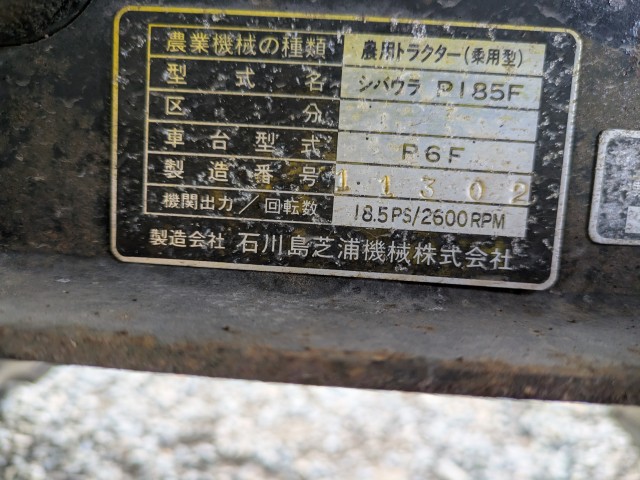 農業機械の種類 農用トラクター(乗用型)
型式名 シバウラ P185F
区分
車台型式 P6F
製造番号 11302
機関出力/回転数 18.5PS/2600RPM
製造会社 石川島芝浦機械株式会社